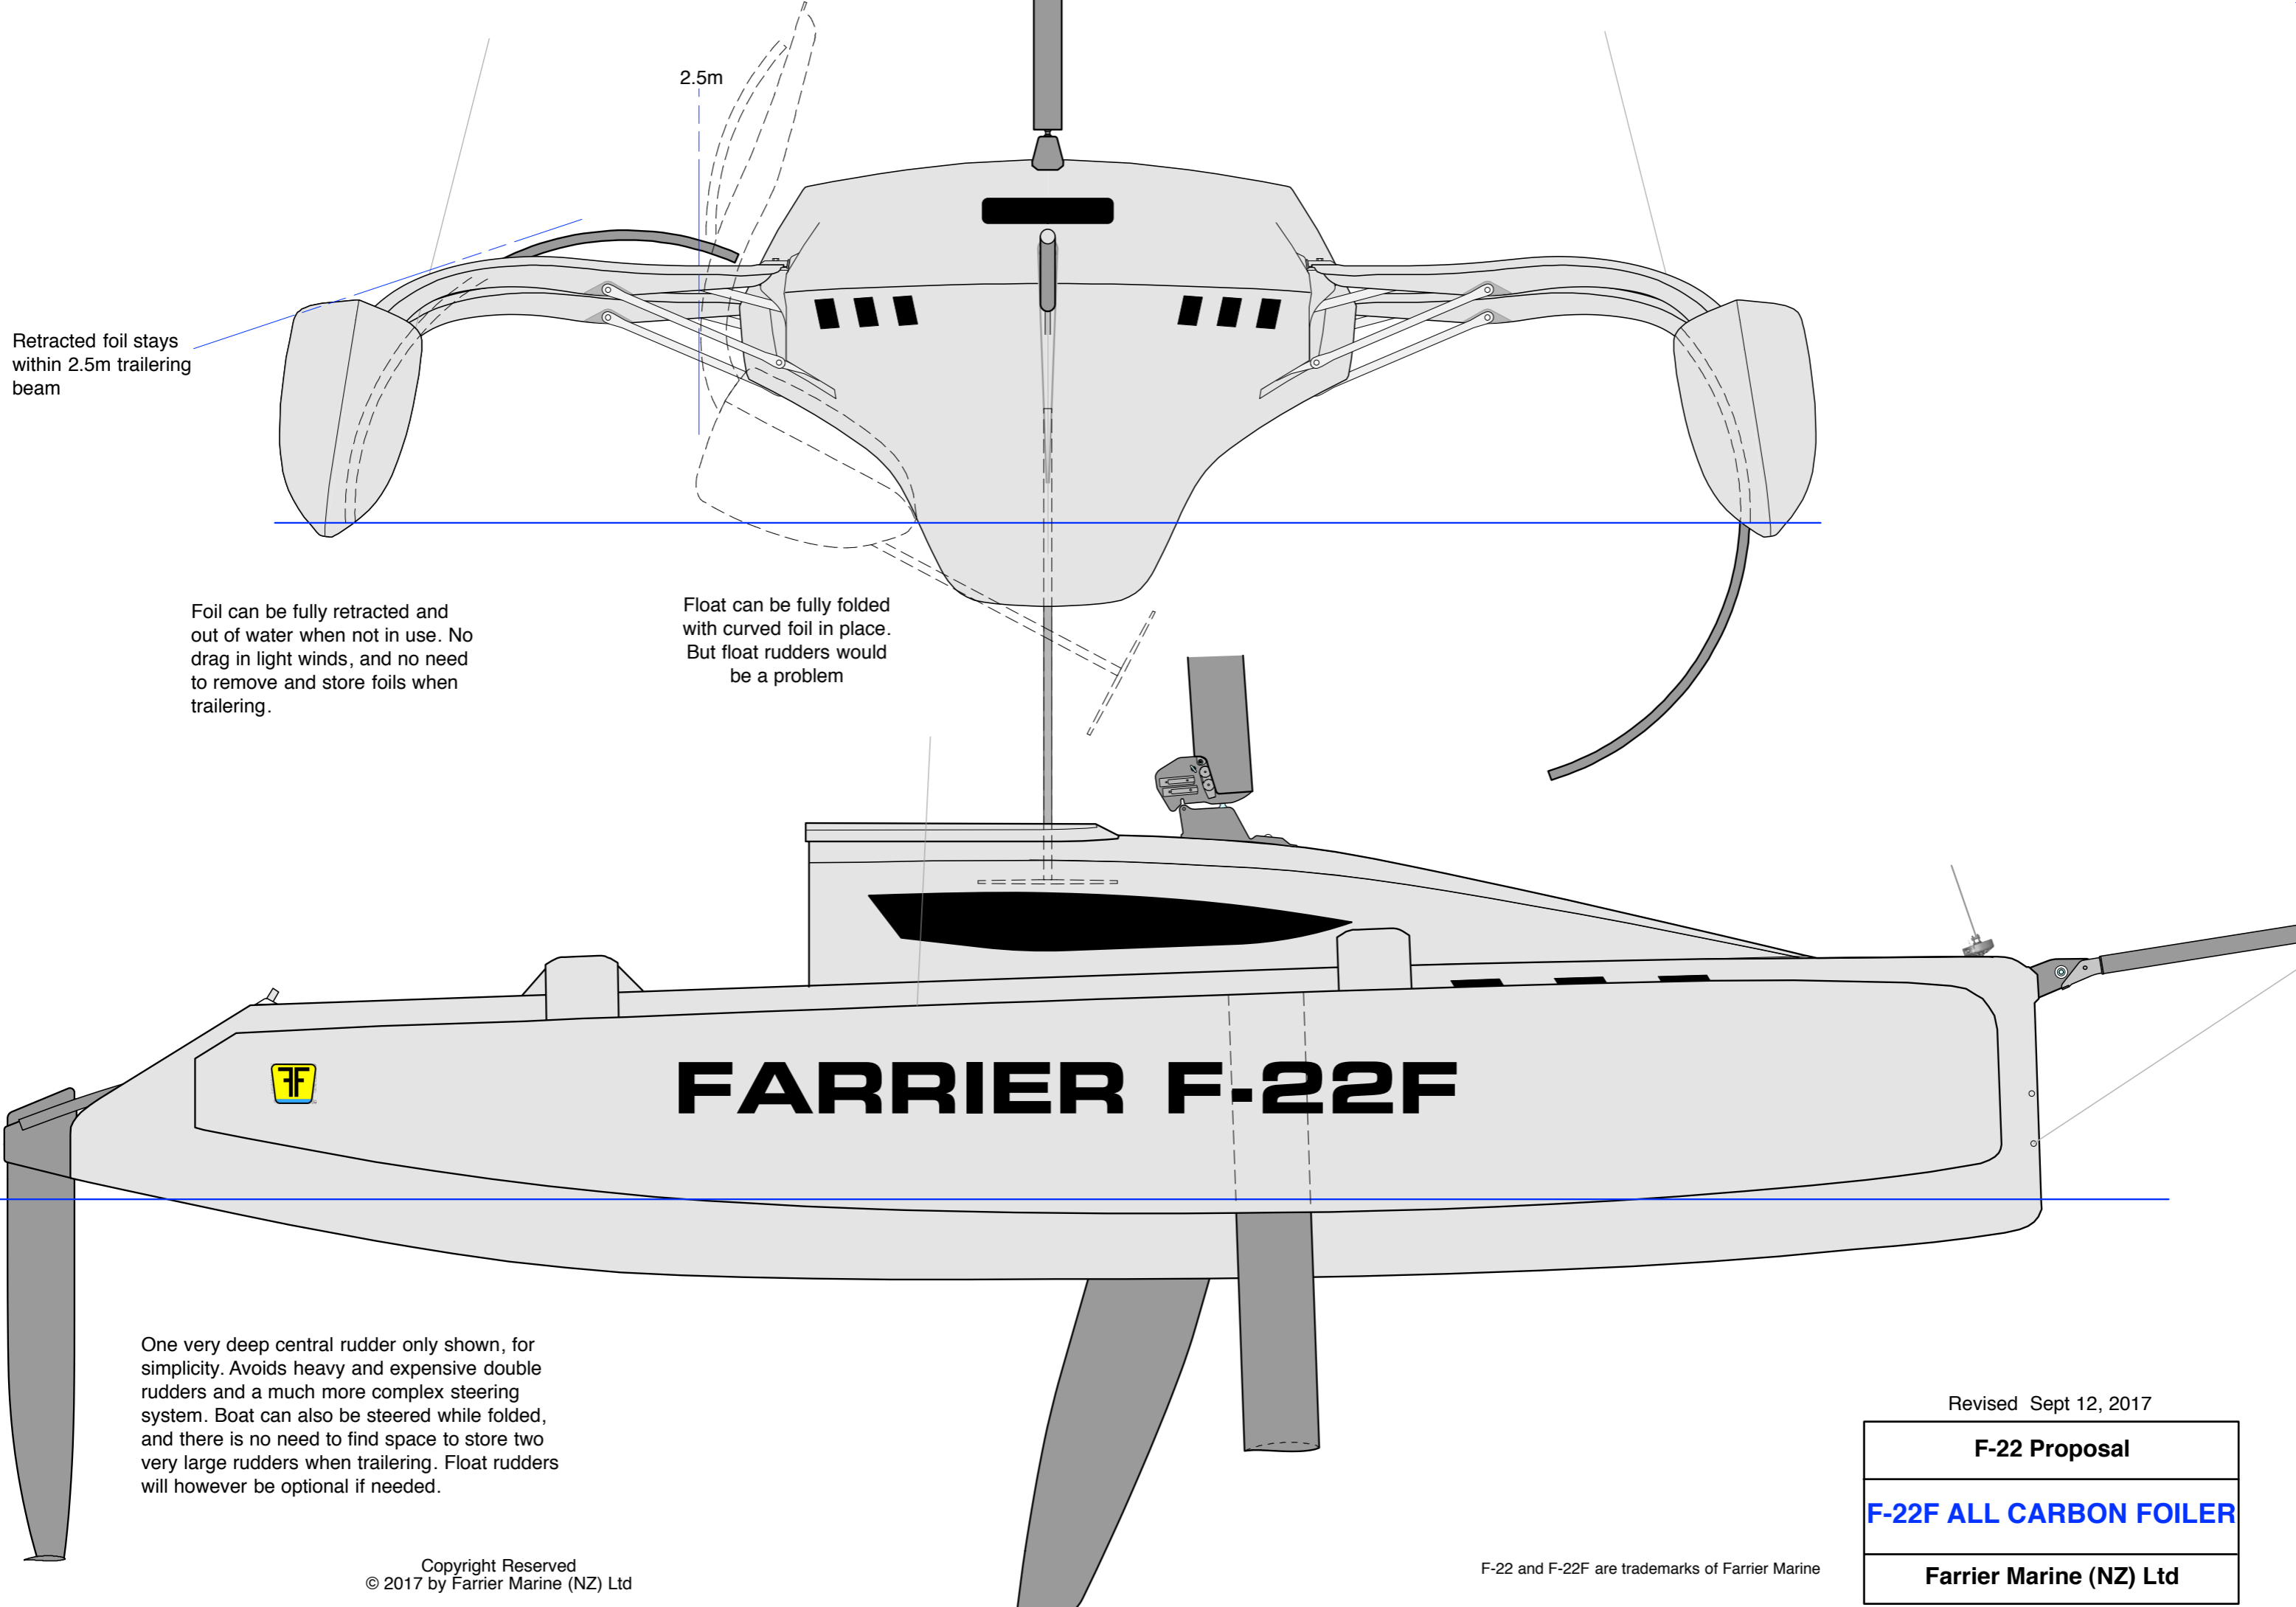 2.5m
Retracted foil stays
within 2.5m trailering
beam
Foil can be fully retracted and
out of water when not in use. No
drag in light winds, and no need
to remove and store foils when
trailering.
Float can be fully folded
with curved foil in place.
But float rudders would
be a problem
FARRIER F-22F
One very deep central rudder only shown, for
simplicity. Avoids heavy and expensive double
rudders and a much more complex steering
system. Boat can also be steered while folded,
and there is no need to find space to store two
very large rudders when trailering. Float rudders
will however be optional if needed.
Copyright Reserved
© 2017 by Farrier Marine (NZ) Ltd
F-22 and F-22F are trademarks of Farrier Marine
Revised Sept 12, 2017
F-22 Proposal
F-22F ALL CARBON FOILER
Farrier Marine (NZ) Ltd